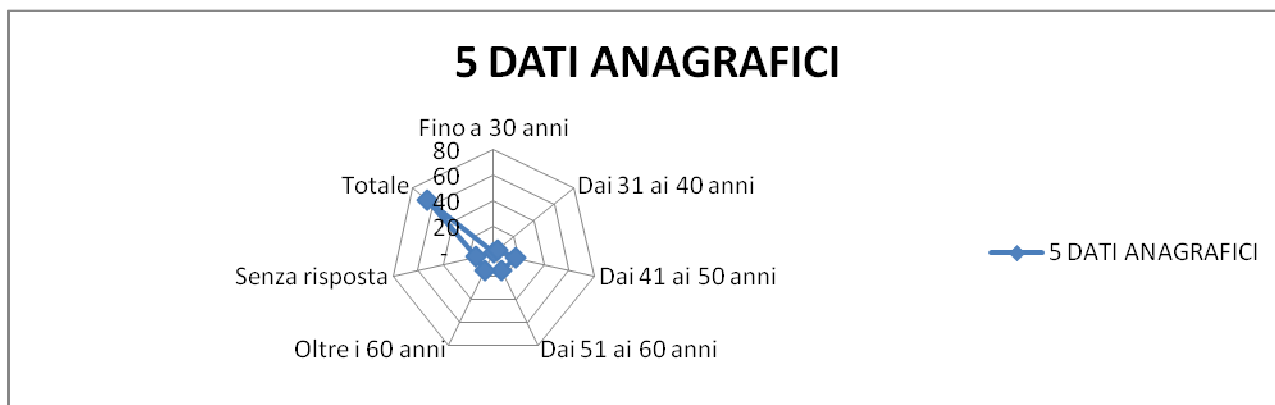 5 DATI ANAGRAFICI
Fino a 30 anni
80
60
40
20
-
Totale
Dai 31 ai 40 anni
Senza risposta
Dai 41 ai 50 anni
Oltre i 60 anni
Dai 51 ai 60 anni
5 DATI ANAGRAFICI